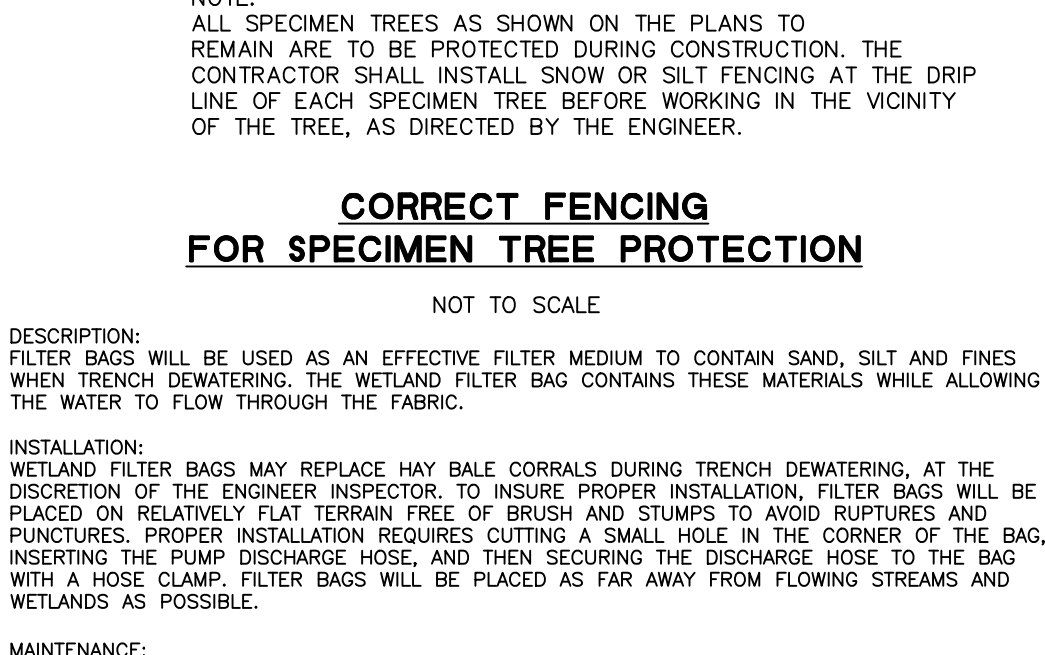 NOTE:
ALL SPECIMEN TREES AS SHOWN ON THE PLANS TO
REMAIN ARE TO BE PROTECTED DURING CONSTRUCTION. THE
CONTRACTOR SHALL INSTALL SNOW OR SILT FENCING AT THE DRIP
LINE OF EACH SPECIMEN TREE BEFORE WORKING IN THE VICINITY
OF THE TREE, AS DIRECTED BY THE ENGINEER.
CORRECT FENCING
FOR SPECIMEN TREE PROTECTION
NOT TO SCALE
DESCRIPTION:
FILTER BAGS WILL BE USED AS AN EFFECTIVE FILTER MEDIUM TO CONTAIN SAND, SILT AND FINES
WHEN TRENCH DEWATERING. THE WETLAND FILTER BAG CONTAINS THESE MATERIALS WHILE ALLOWING
THE WATER TO FLOW THROUGH THE FABRIC.
INSTALLATION:
WETLAND FILTER BAGS MAY REPLACE HAY BALE CORRALS DURING TRENCH DEWATERING, AT THE
DISCRETION OF THE ENGINEER INSPECTOR. TO INSURE PROPER INSTALLATION, FILTER BAGS WILL BE
PLACED ON RELATIVELY FLAT TERRAIN FREE OF BRUSH AND STUMPS TO AVOID RUPTURES AND
PUNCTURES. PROPER INSTALLATION REQUIRES CUTTING A SMALL HOLE IN THE CORNER OF THE BAG,
INSERTING THE PUMP DISCHARGE HOSE, AND THEN SECURING THE DISCHARGE HOSE TO THE BAG
WITH A HOSE CLAMP. FILTER BAGS WILL BE PLACED AS FAR AWAY FROM FLOWING STREAMS AND
WETLANDS AS POSSIBLE.
MAINTENANCE: